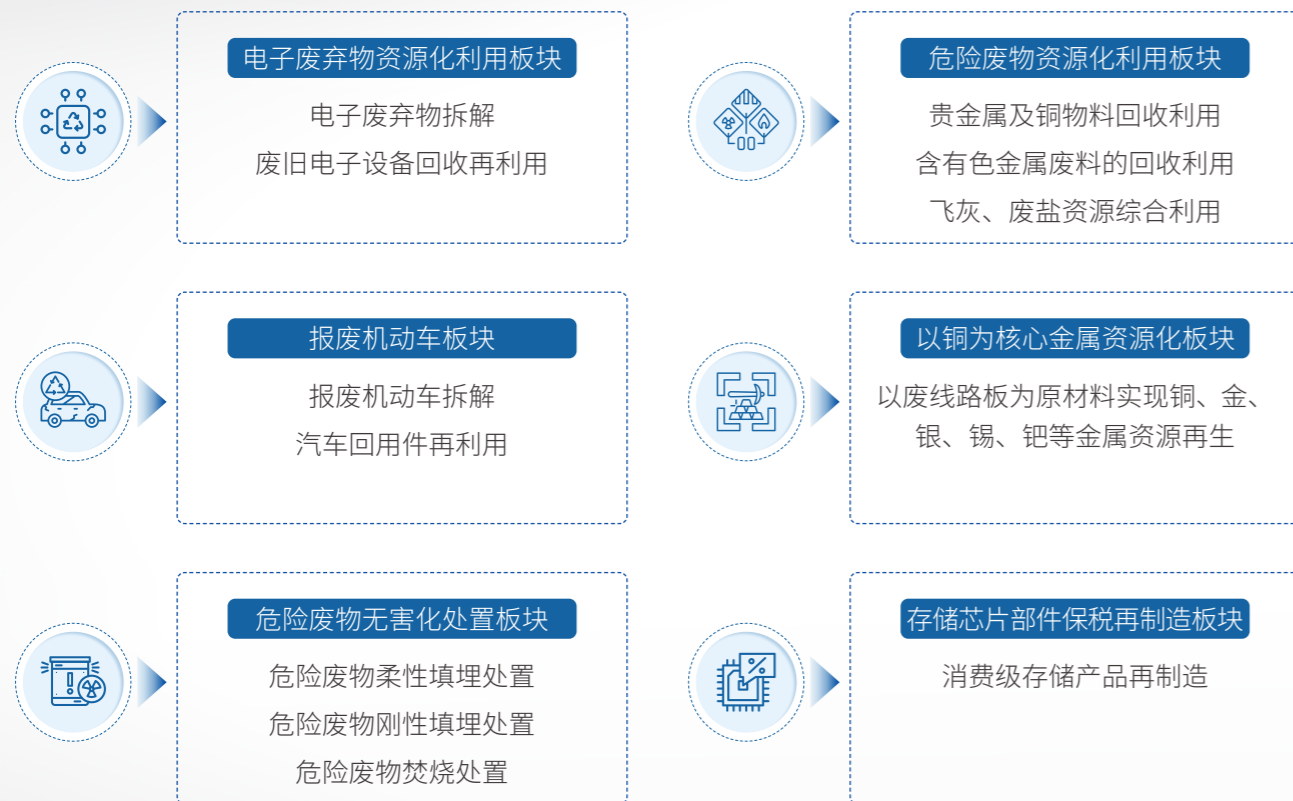 电子废弃物资源化利用板块
电子废弃物拆解
废旧电子设备回收再利用
危险废物资源化利用板块
贵金属及铜物料回收利用
含有色金属废料的回收利用
飞灰、废盐资源综合利用
报废机动车板块
报废机动车拆解
汽车回用件再利用
以铜为核心金属资源化板块
以废线路板为原材料实现铜、金、
银、锡、钯等金属资源再生
危险废物无害化处置板块
危险废物柔性填埋处置
危险废物刚性填埋处置
危险废物焚烧处置
存储芯片部件保税再制造板块
消费级存储产品再制造